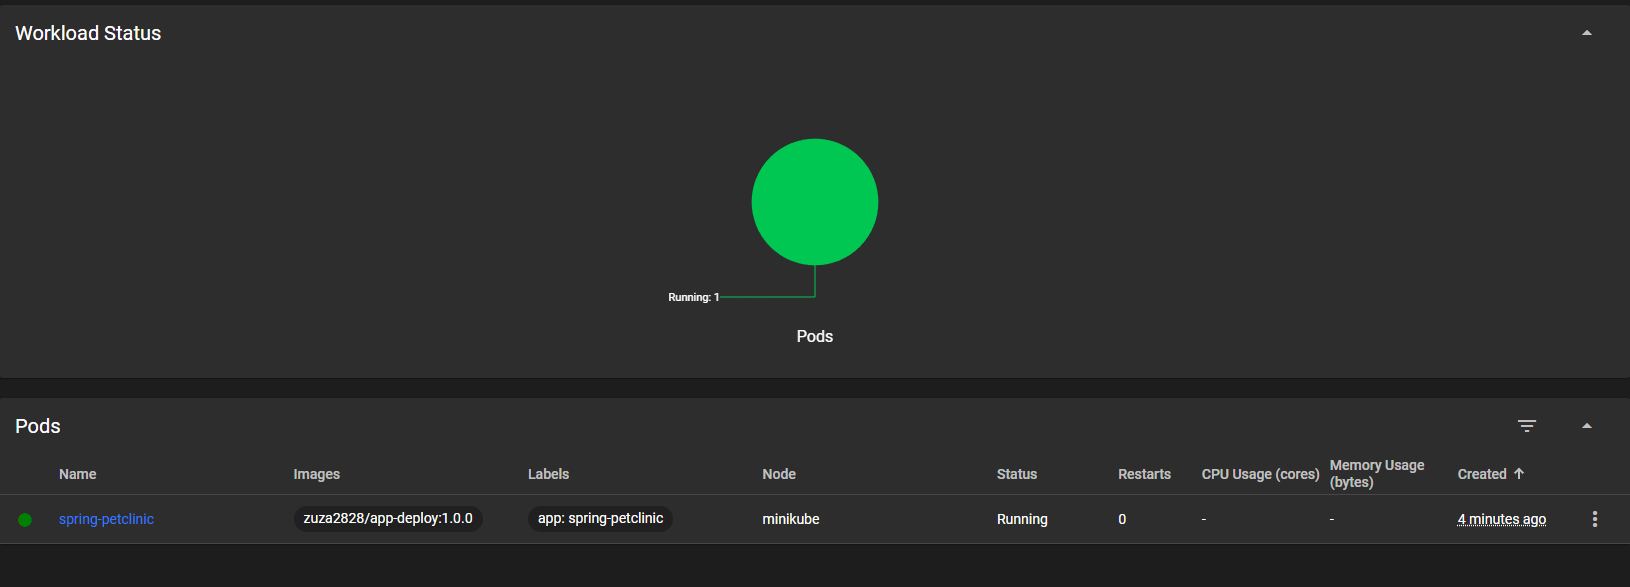 Workload Status
Running: 1
Pods
Pods
Name Images Labels Node Status Restarts CPU Usage (cores) Memory Usage (bytes) Created
spring-petclinic zuza2828/app-deploy:1.0.0 app: spring-petclinic minikube Running 0 - - 4 minutes ago